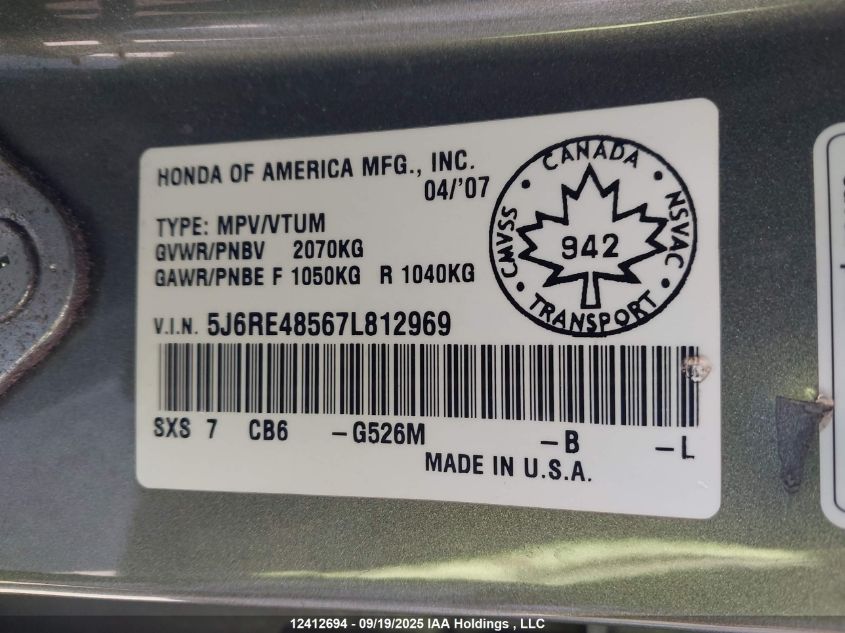 HONDA OF AMERICA MFG., INC.
04/'07
TYPE: MPV/VTUM
GVWR/PNBV 2070KG
GAWR/PNBE F 1050KG R 1040KG
CANADA
CMVSS
NSVAC
942
TRANSPORT
V.I.N. 5J6RE48567L812969
SXS 7 CB6 -G526M -B -L
MADE IN U.S.A.
12412694 - 09/19/2025 IAA Holdings , LLC